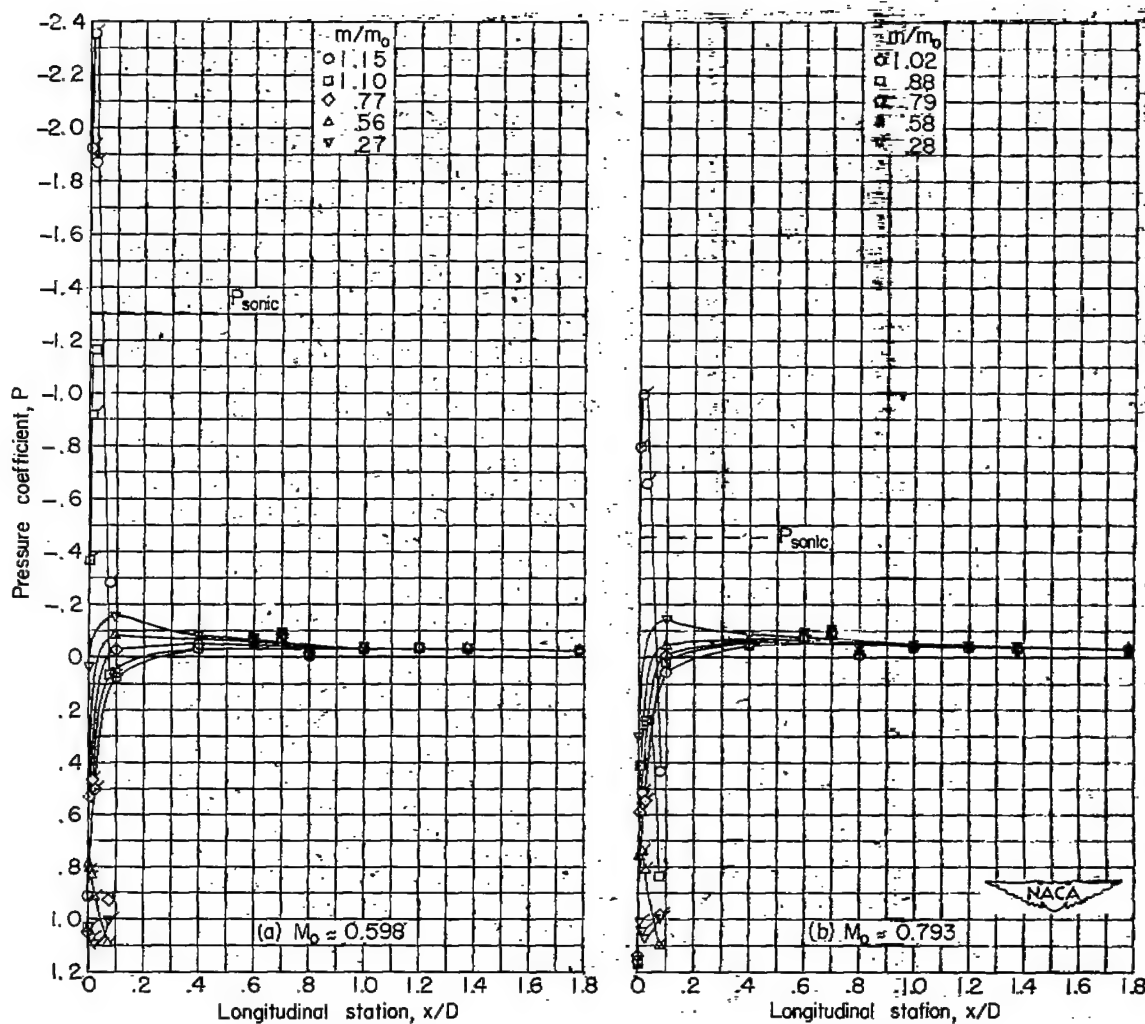 -2.4
-2.2
-2.0
-1.8
-1.6
-1.4
-1.2
-1.0
-.8
-.6
-.4
-.2
0
.2
.4
.6
.8
1.0
1.2
Pressure coefficient, P
m/m₀
1.15
1.10
.77
.56
.27
Psonic
(a) M₀ ≈ 0.598
0 .2 .4 .6 .8 1.0 1.2 1.4 1.6 1.8
Longitudinal station, x/D
m/m₀
1.02
.88
.79
.58
.28
Psonic
NACA
(b) M₀ ≈ 0.793
0 .2 .4 .6 .8 1.0 1.2 1.4 1.6 1.8
Longitudinal station, x/D